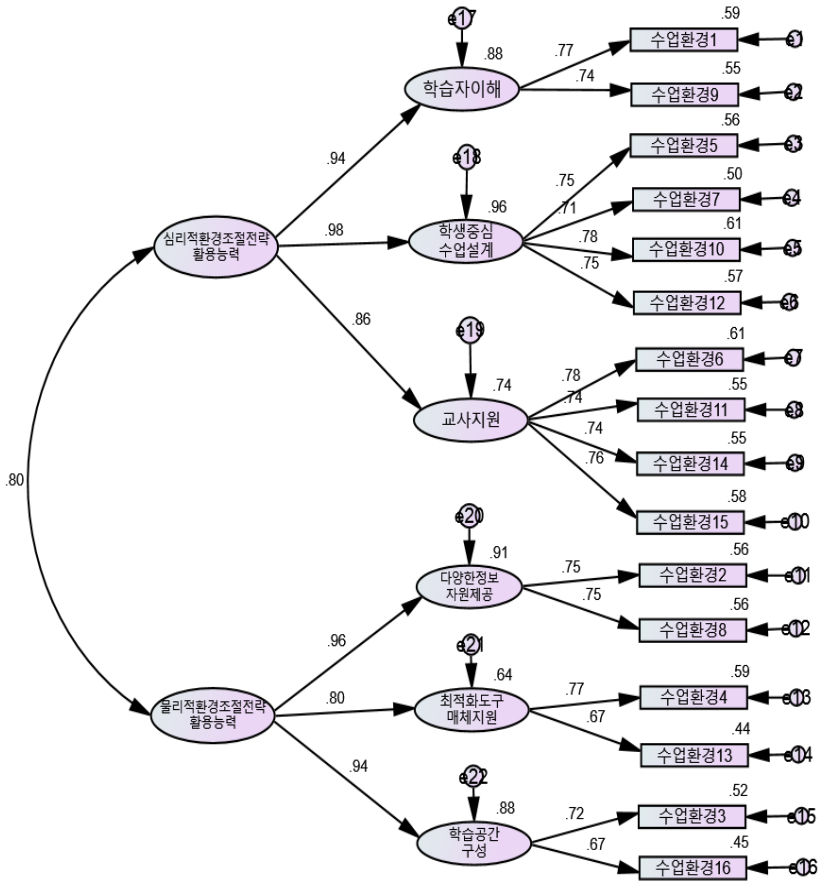 e17
.88
학습자이해
.77
.74
.59
수업환경1
e1
.55
수업환경9
e2
.94
e18
.96
학생중심
수업설계
.75
.71
.78
.75
.56
수업환경5
e3
.50
수업환경7
e4
.61
수업환경10
e5
.57
수업환경12
e6
심리적환경조절전략
활용능력
.98
.86
e19
.74
교사지원
.78
.74
.74
.76
.61
수업환경6
e7
.55
수업환경11
e8
.55
수업환경14
e9
.58
수업환경15
e10
.80
e20
.91
다양한정보
자원제공
.75
.75
.56
수업환경2
e11
.56
수업환경8
e12
.96
e21
.64
최적화도구
매체지원
.77
.67
.59
수업환경4
e13
.44
수업환경13
e14
물리적환경조절전략
활용능력
.80
.94
e22
.88
학습공간
구성
.72
.67
.52
수업환경3
e15
.45
수업환경16
e16